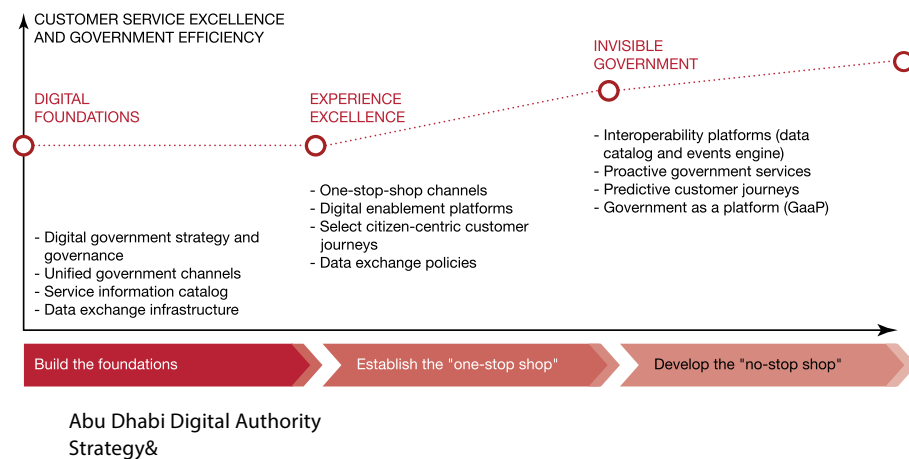 CUSTOMER SERVICE EXCELLENCE
AND GOVERNMENT EFFICIENCY
DIGITAL
FOUNDATIONS
- Digital government strategy and
governance
- Unified government channels
- Service information catalog
- Data exchange infrastructure
EXPERIENCE
EXCELLENCE
- One-stop-shop channels
- Digital enablement platforms
- Select citizen-centric customer
journeys
- Data exchange policies
INVISIBLE
GOVERNMENT
- Interoperability platforms (data
catalog and events engine)
- Proactive government services
- Predictive customer journeys
- Government as a platform (GaaP)
Build the foundations
Establish the "one-stop shop"
Develop the "no-stop shop"
Abu Dhabi Digital Authority
Strategy&